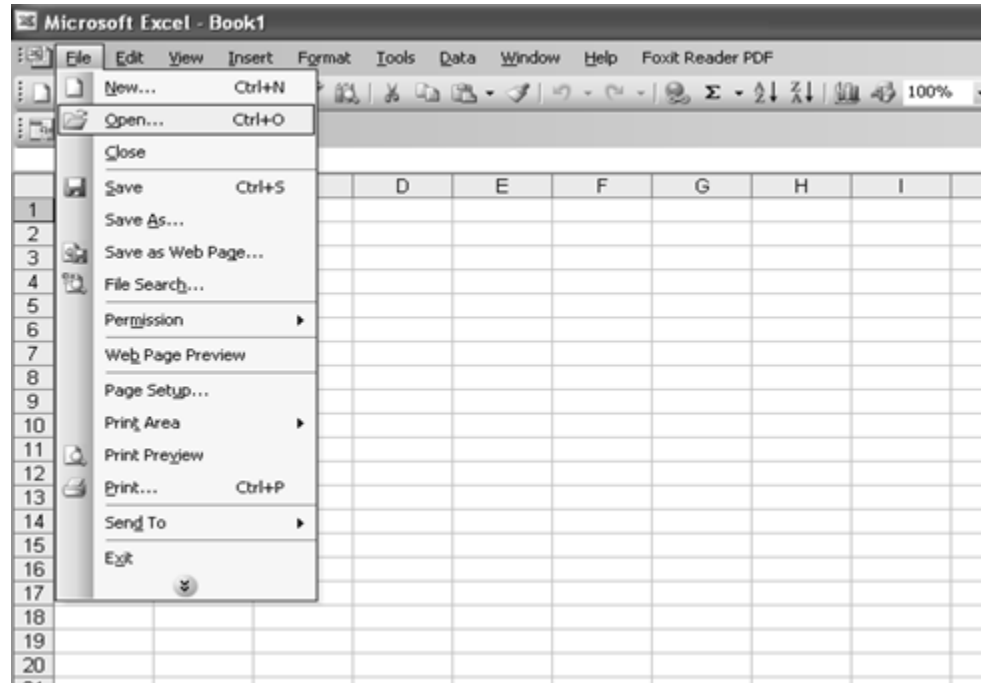 Microsoft Excel - Book1
File Edit View Insert Format Tools Data Window Help Foxit Reader PDF
New... Ctrl+N
Σ 100%
Open... Ctrl+O
Close
Save Ctrl+S
Save As...
Save as Web Page...
File Search...
Permission
Web Page Preview
Page Setup...
Print Area
Print Preview
Print... Ctrl+P
Send To
Exit
D E F G H I
1
2
3
4
5
6
7
8
9
10
11
12
13
14
15
16
17
18
19
20